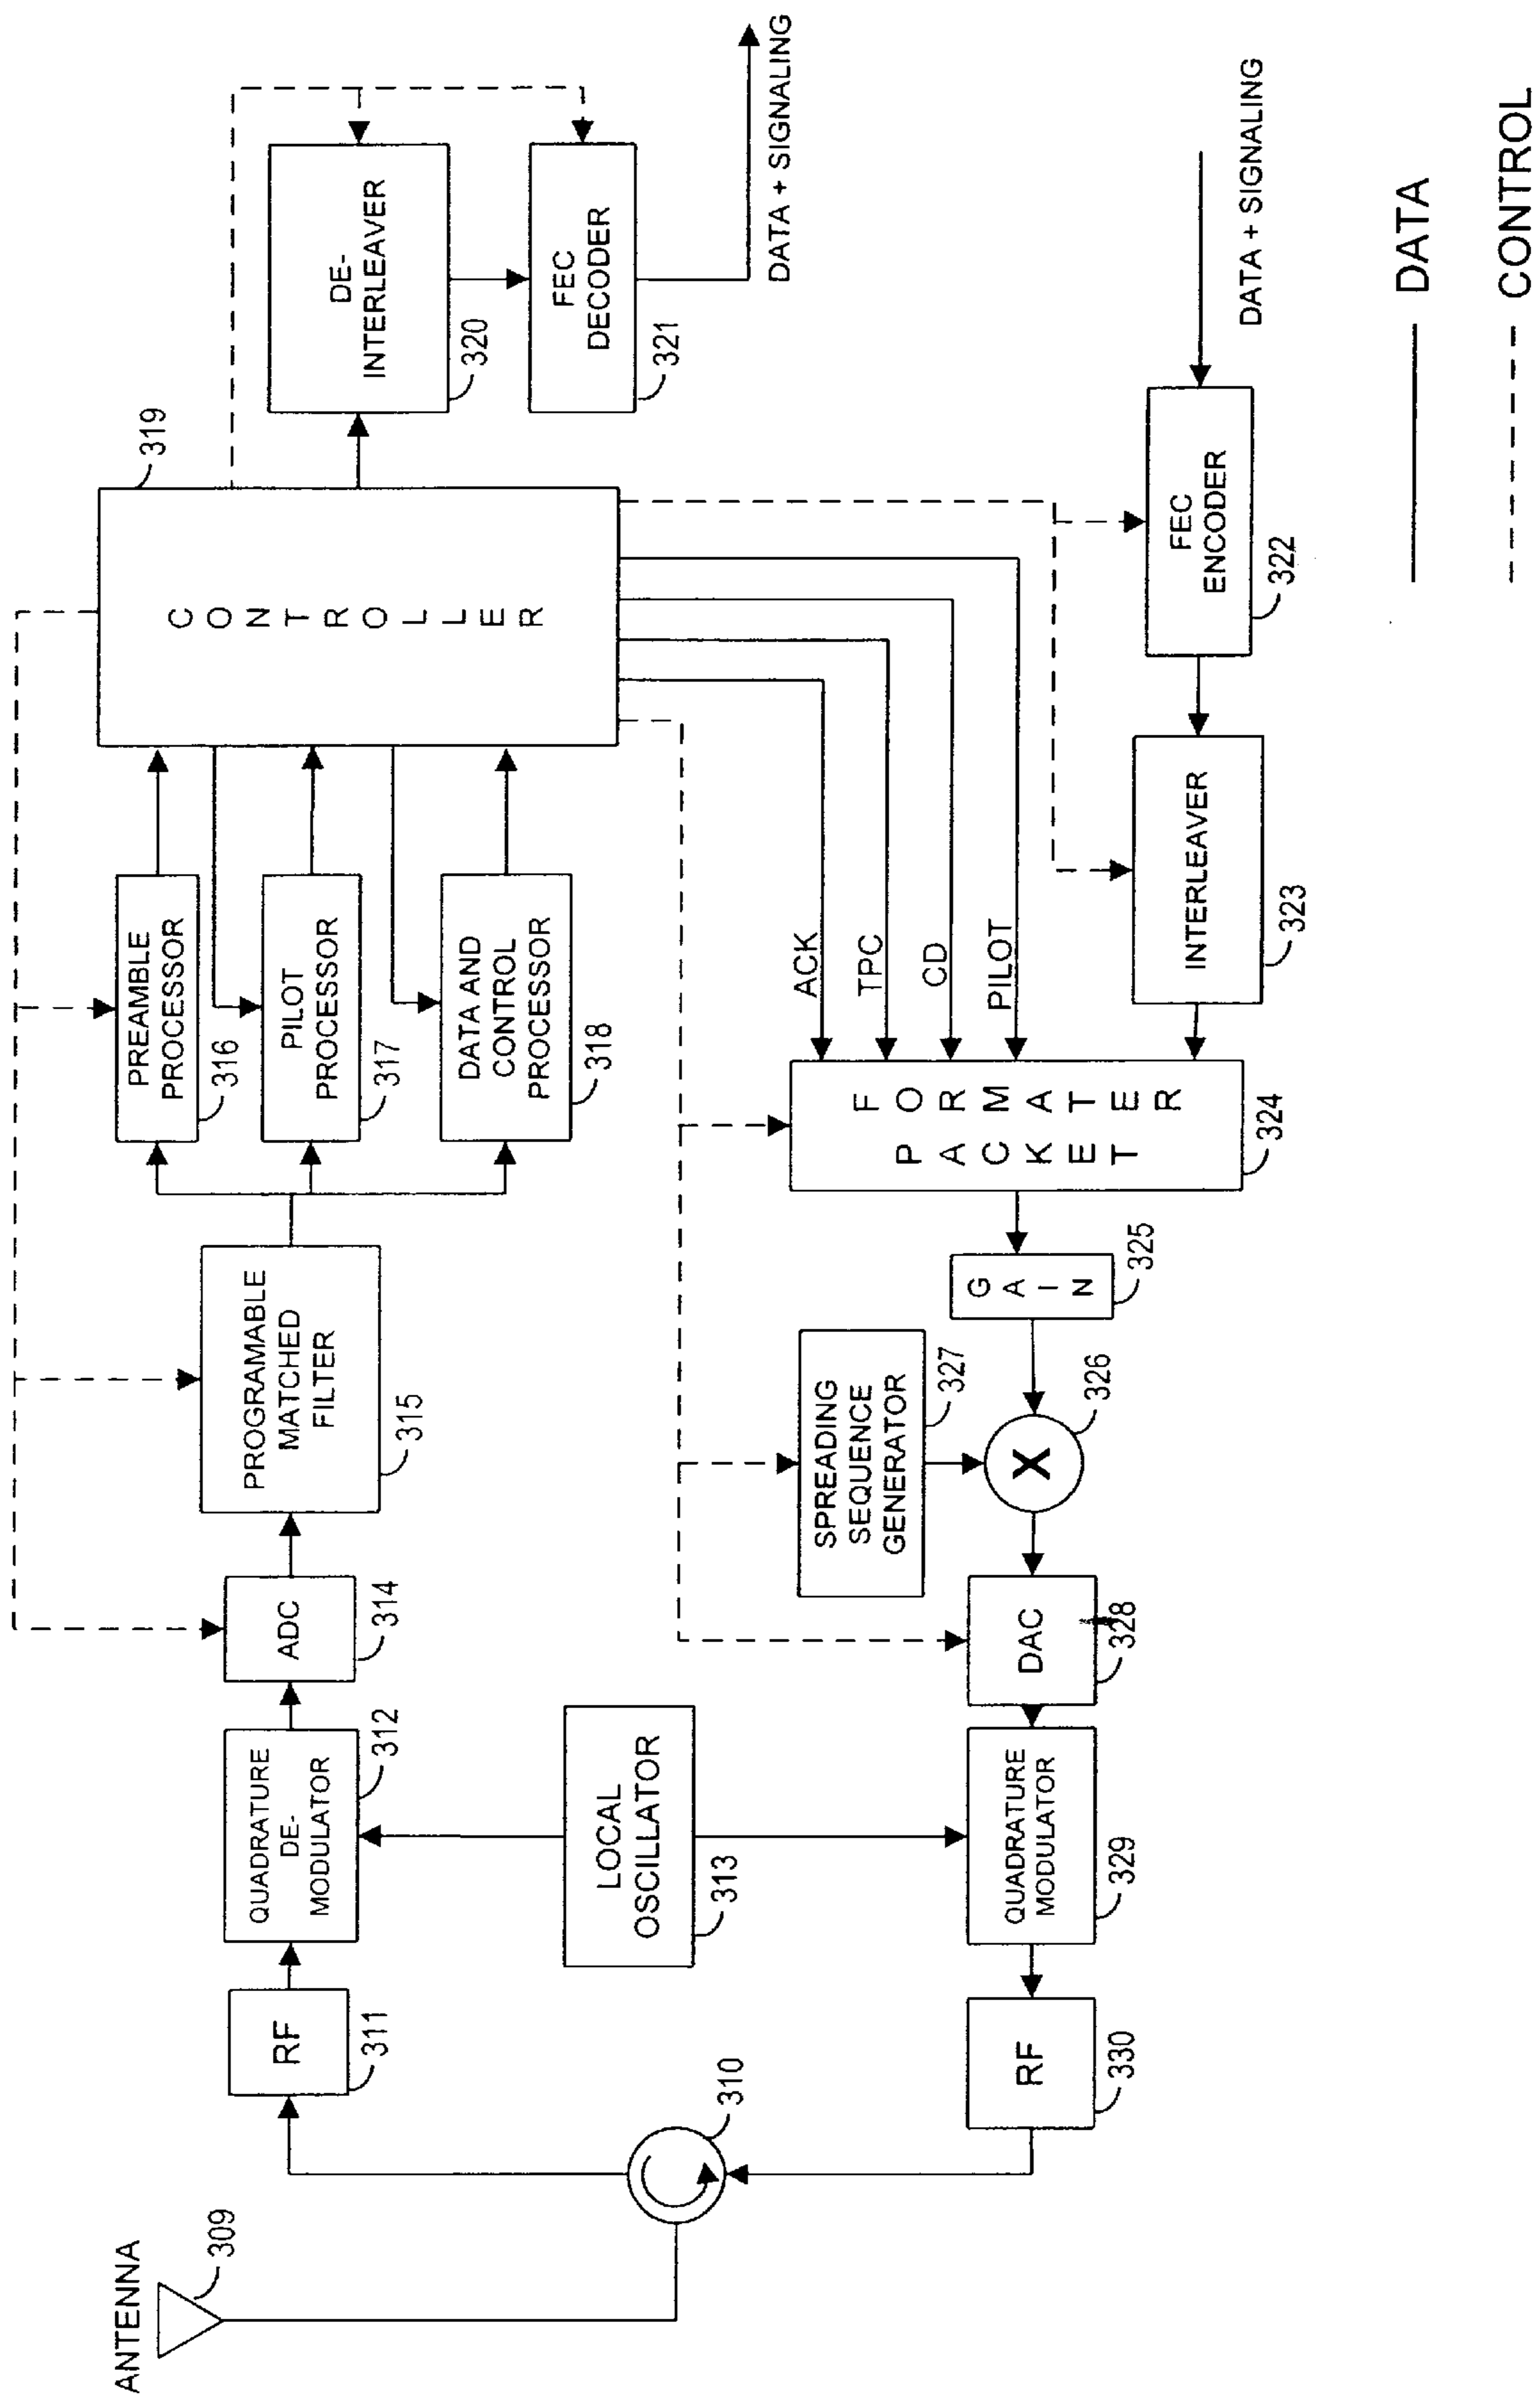 ANTENNA
309
310
RF
311
QUADRATURE
DE-
MODULATOR
312
LOCAL
OSCILLATOR
313
ADC
314
PROGRAMABLE
MATCHED
FILTER
315
PREAMBLE
PROCESSOR
316
PILOT
PROCESSOR
317
DATA AND
CONTROL
PROCESSOR
318
CONTROLLER
319
DE-
INTERLEAVER
320
FEC
DECODER
321
DATA + SIGNALING
DATA + SIGNALING
FEC
ENCODER
322
INTERLEAVER
323
ACK
TPC
CD
PILOT
PACKET
FORMATER
324
GAIN
325
X
326
SPREADING
SEQUENCE
GENERATOR
327
DAC
328
QUADRATURE
MODULATOR
329
RF
330
DATA
CONTROL